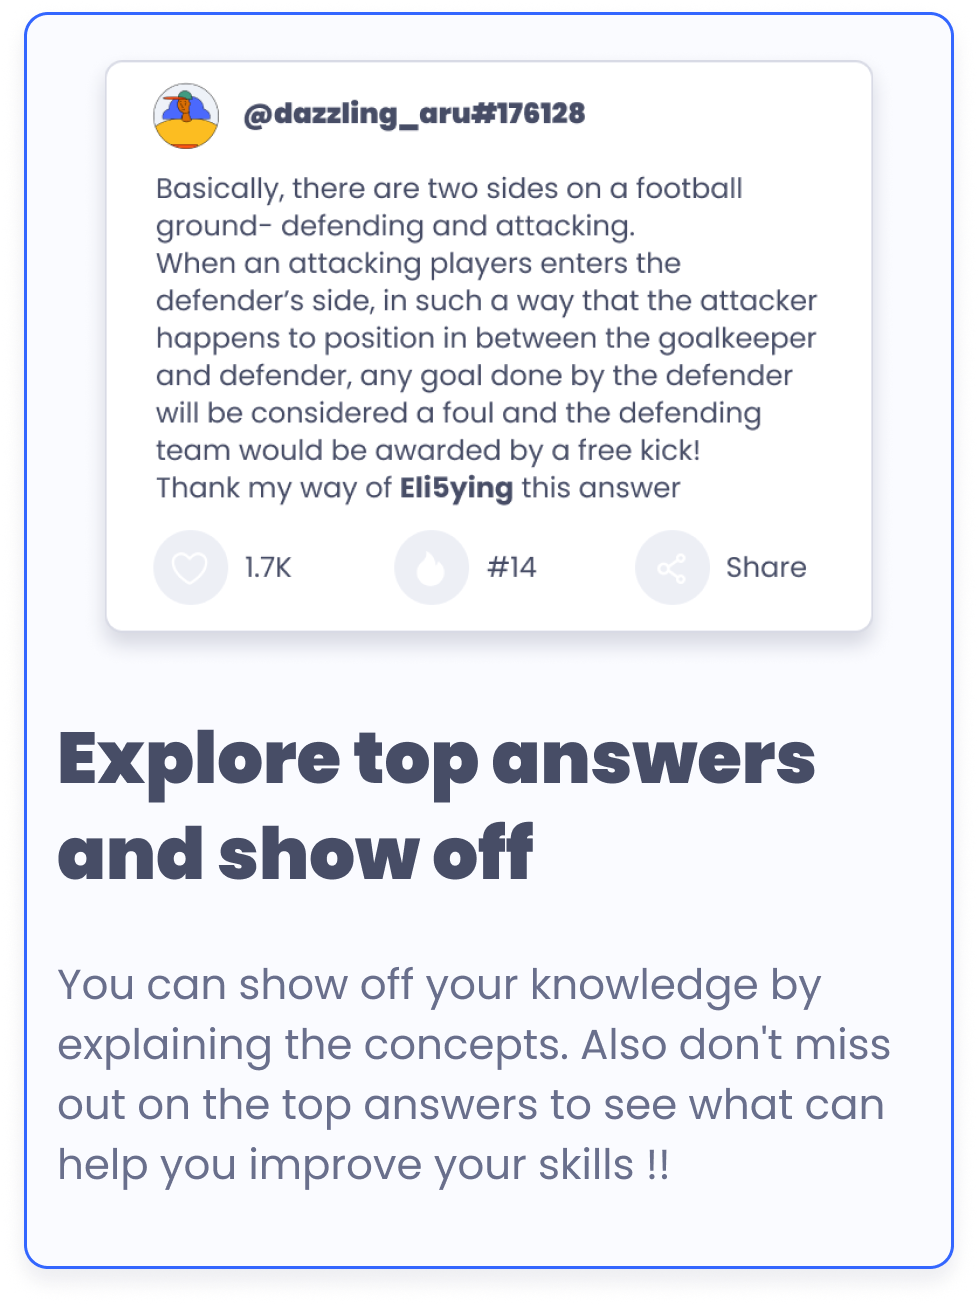 @dazzling_aru#176128
Basically, there are two sides on a football
ground- defending and attacking.
When an attacking players enters the
defender’s side, in such a way that the attacker
happens to position in between the goalkeeper
and defender, any goal done by the defender
will be considered a foul and the defending
team would be awarded by a free kick!
Thank my way of Eli5ying this answer
1.7K #14 Share
Explore top answers
and show off
You can show off your knowledge by
explaining the concepts. Also don't miss
out on the top answers to see what can
help you improve your skills !!